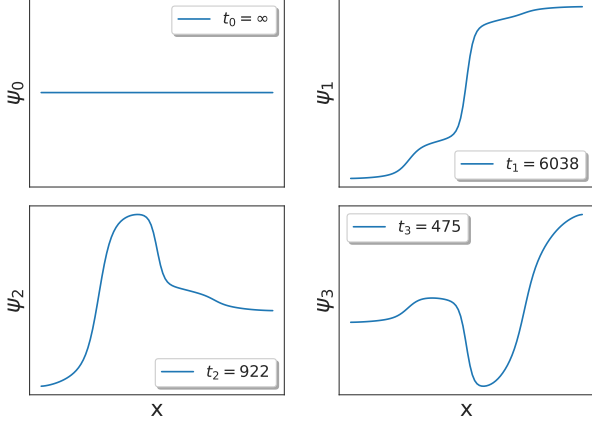 t₀ = ∞
ψ₀
ψ₁
t₁ = 6038
ψ₂
t₂ = 922
x
t₃ = 475
ψ₃
x